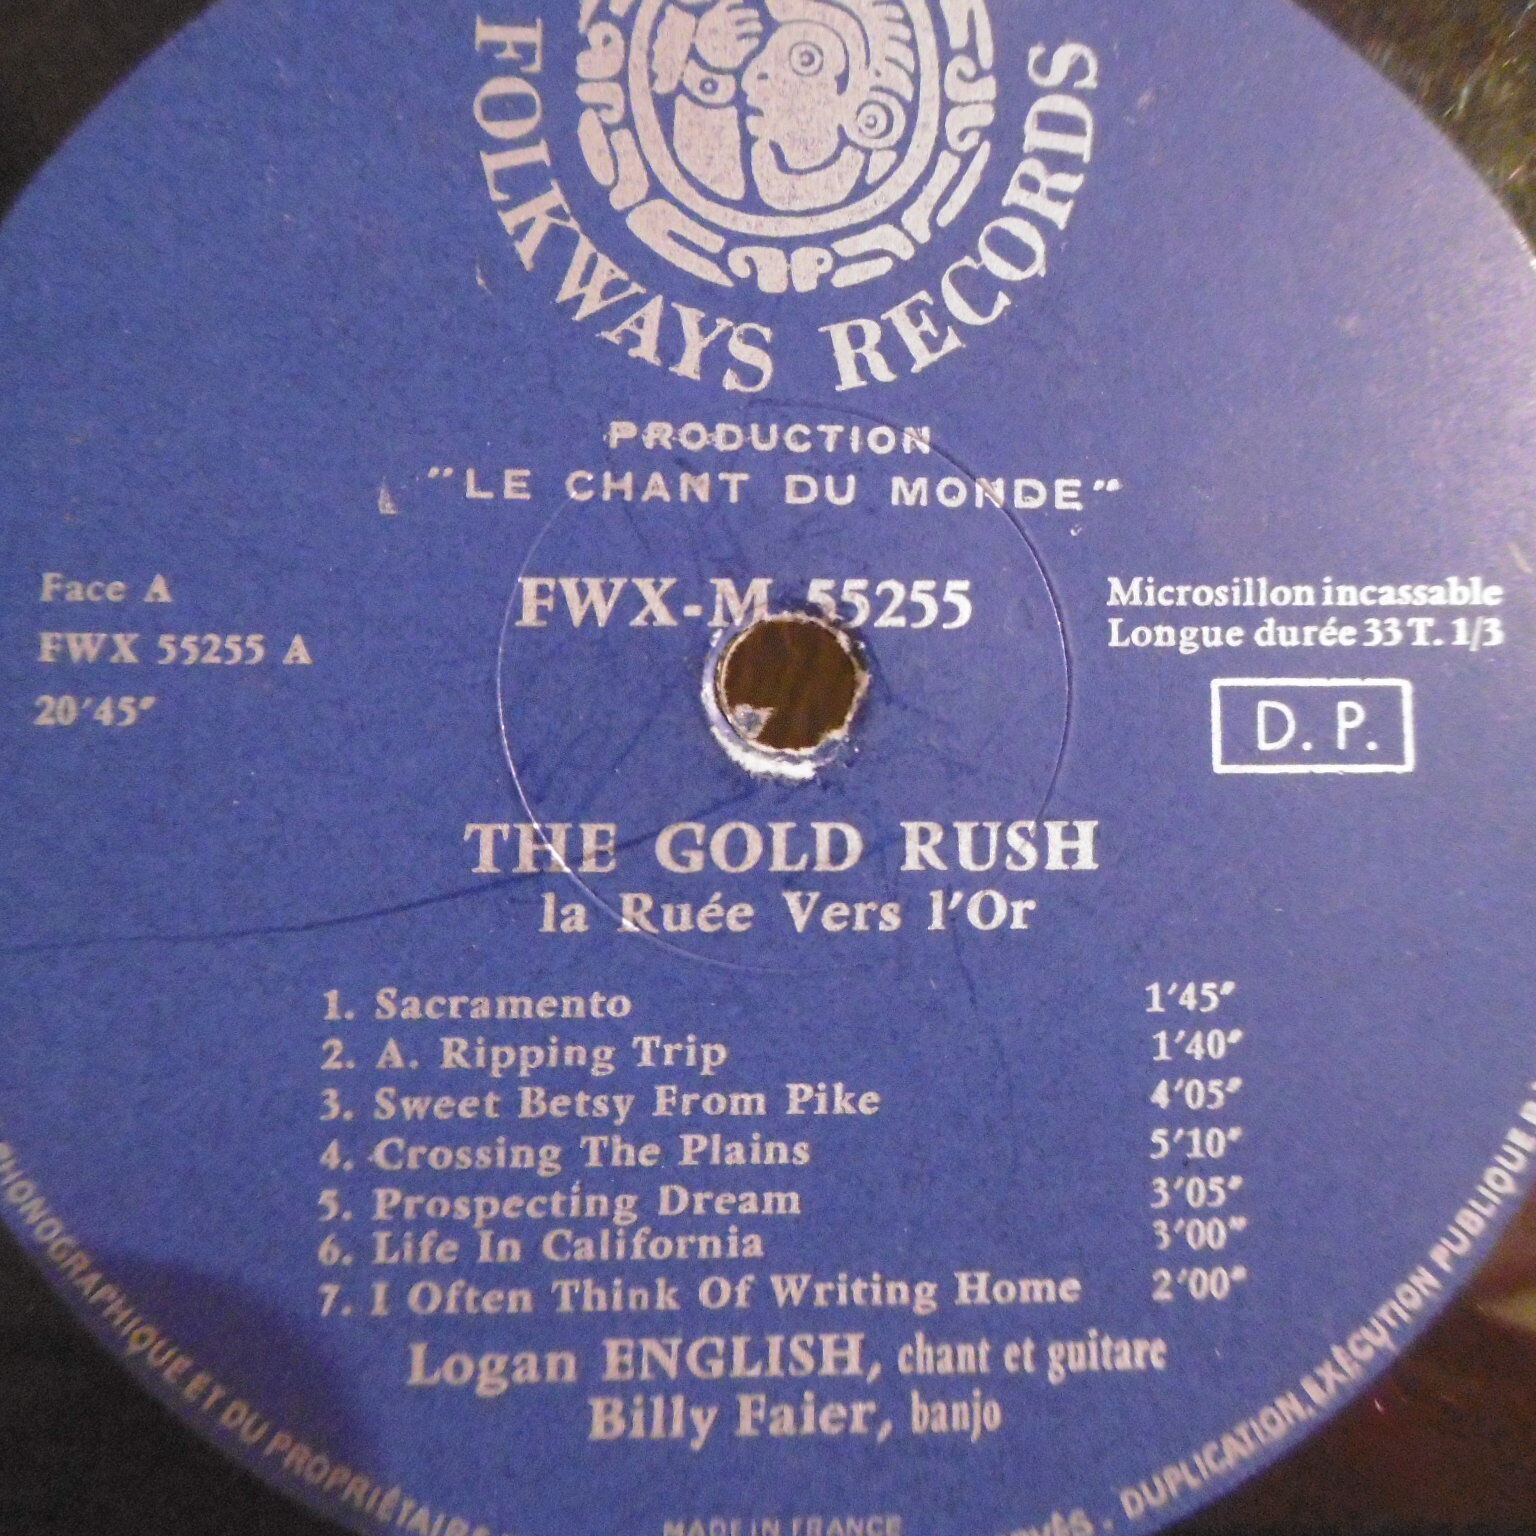 FOLKWAYS RECORDS
PRODUCTION
"LE CHANT DU MONDE"
Face A
FWX 55255 A
20'45"
FWX-M 55255
Microsillon incassable
Longue durée 33 T. 1/3
D. P.
THE GOLD RUSH
la Ruée Vers l'Or
1. Sacramento 1'45"
2. A. Ripping Trip 1'40"
3. Sweet Betsy From Pike 4'05"
4. Crossing The Plains 5'10"
5. Prospecting Dream 3'05"
6. Life In California 3'00"
7. I Often Think Of Writing Home 2'00"
Logan ENGLISH, chant et guitare
Billy Faier, banjo
PHONOGRAPHIQUE ET DU PROPRIÉTAIRE
DUPLICATION, EXÉCUTION PUBLIQUE
MADE IN FRANCE